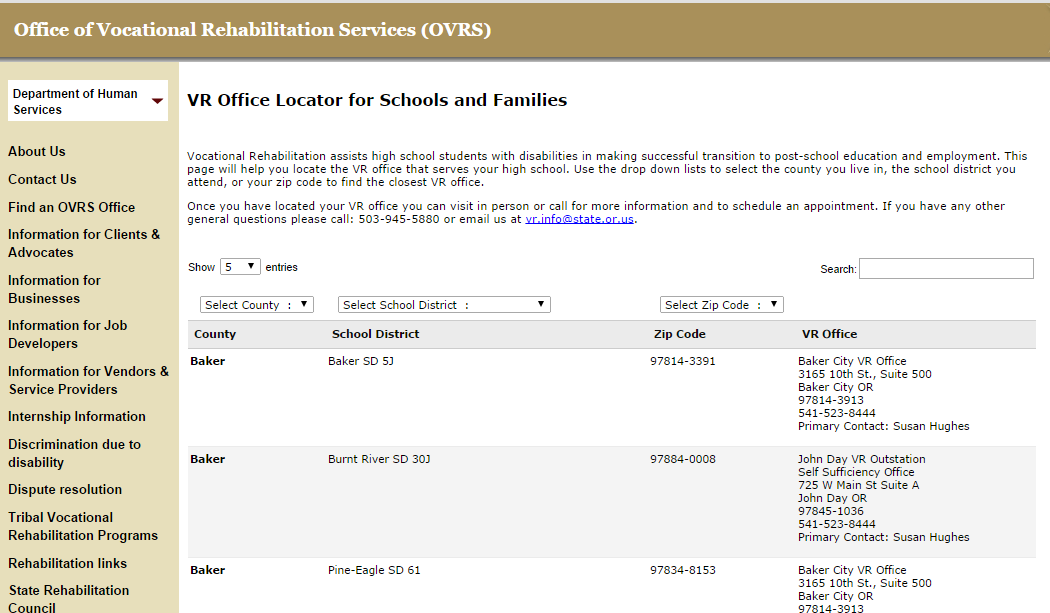 Office of Vocational Rehabilitation Services (OVRS)
Department of Human
Services
About Us
Contact Us
Find an OVRS Office
Information for Clients &
Advocates
Information for
Businesses
Information for Job
Developers
Information for Vendors &
Service Providers
Internship Information
Discrimination due to
disability
Dispute resolution
Tribal Vocational
Rehabilitation Programs
Rehabilitation links
State Rehabilitation
Council
VR Office Locator for Schools and Families
Vocational Rehabilitation assists high school students with disabilities in making successful transition to post-school education and employment. This
page will help you locate the VR office that serves your high school. Use the drop down lists to select the county you live in, the school district you
attend, or your zip code to find the closest VR office.
Once you have located your VR office you can visit in person or call for more information and to schedule an appointment. If you have any other
general questions please call: 503-945-5880 or email us at vr.info@state.or.us.
Show 5 entries Search:
Select County : Select School District : Select Zip Code :
County School District Zip Code VR Office
Baker Baker SD 5J 97814-3391 Baker City VR Office
3165 10th St., Suite 500
Baker City OR
97814-3913
541-523-8444
Primary Contact: Susan Hughes
Baker Burnt River SD 30J 97884-0008 John Day VR Outstation
Self Sufficiency Office
725 W Main St Suite A
John Day OR
97845-1036
541-523-8444
Primary Contact: Susan Hughes
Baker Pine-Eagle SD 61 97834-8153 Baker City VR Office
3165 10th St., Suite 500
Baker City OR
97814-3913